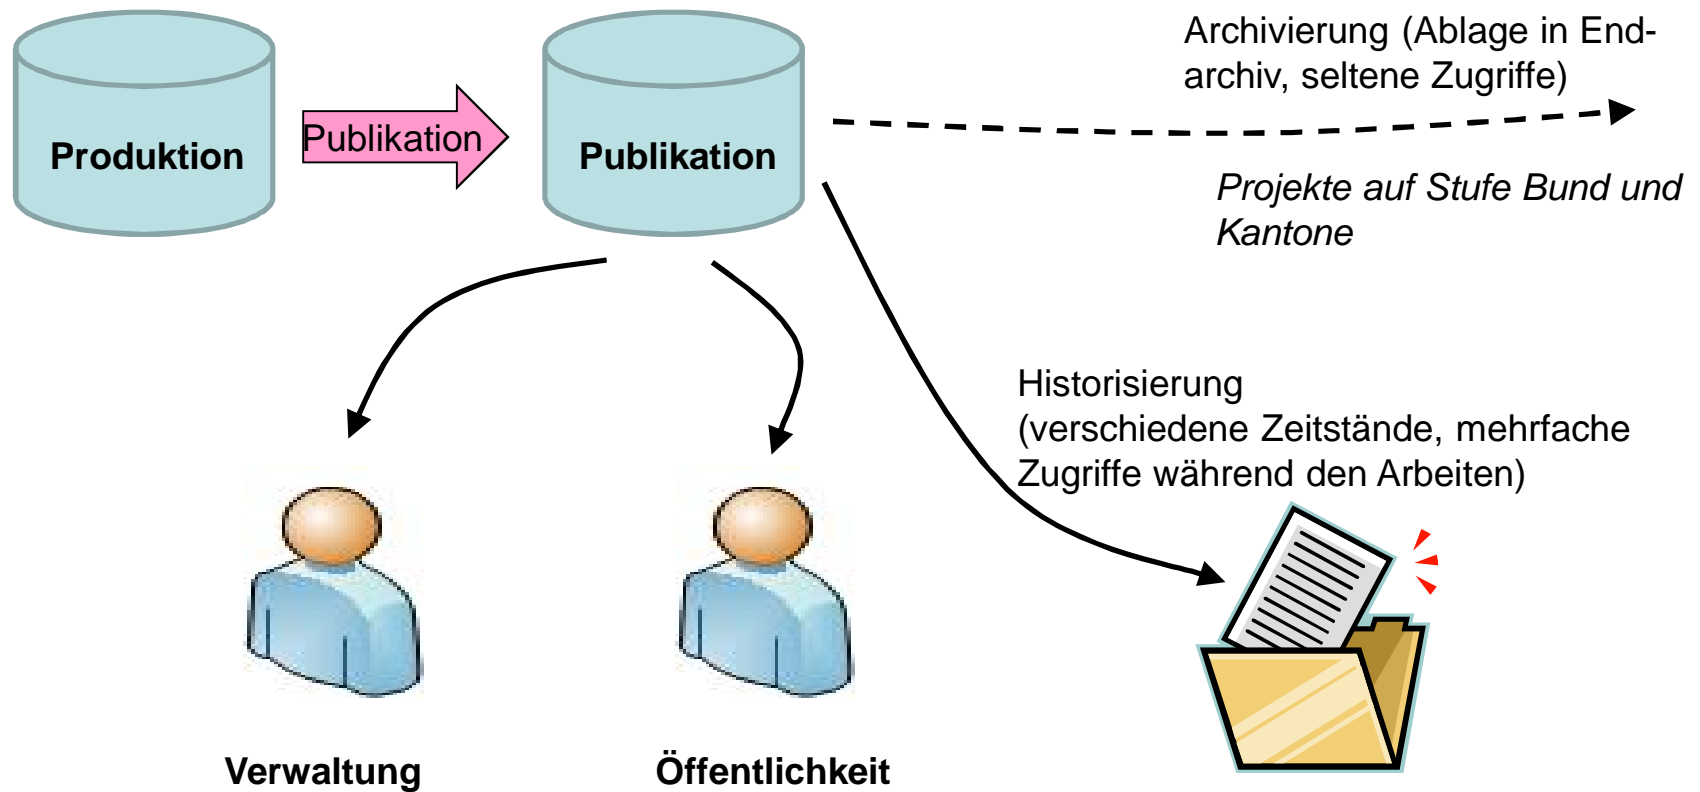 Archivierung (Ablage in End-
archiv, seltene Zugriffe)
Produktion
Publikation
Publikation
Projekte auf Stufe Bund und
Kantone
Historisierung
(verschiedene Zeitstände, mehrfache
Zugriffe während den Arbeiten)
Verwaltung
Öffentlichkeit